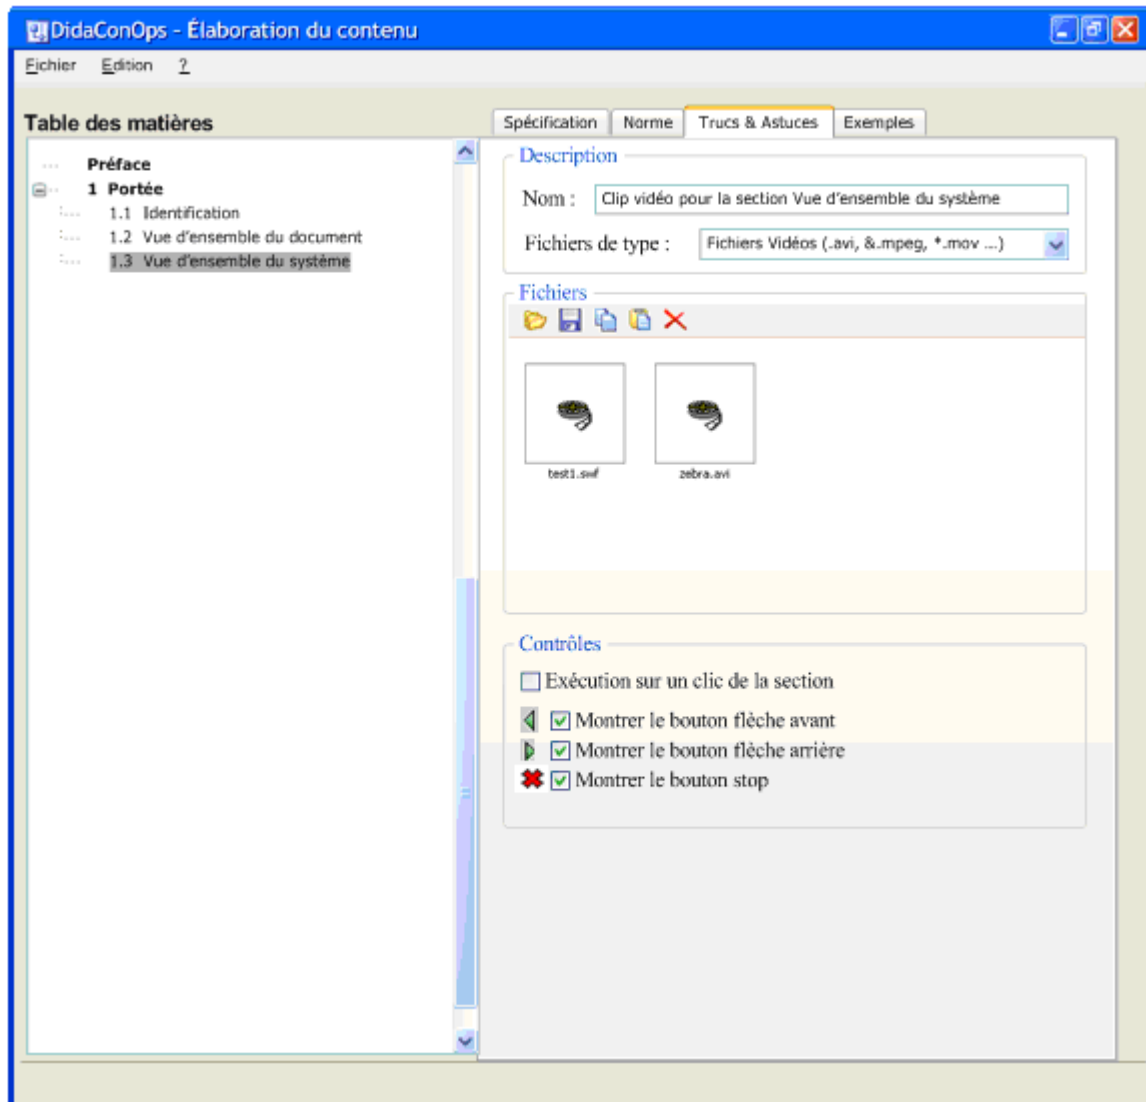 DidaConOps - Élaboration du contenu
Fichier Edition ?
Table des matières
Préface
1 Portée
1.1 Identification
1.2 Vue d'ensemble du document
1.3 Vue d'ensemble du système
Spécification Norme Trucs & Astuces Exemples
Description
Nom : Clip vidéo pour la section Vue d'ensemble du système
Fichiers de type : Fichiers Vidéos (.avi, &.mpeg, *.mov ...)
Fichiers
test1.swf zebra.avi
Contrôles
Exécution sur un clic de la section
Montrer le bouton flèche avant
Montrer le bouton flèche arrière
Montrer le bouton stop